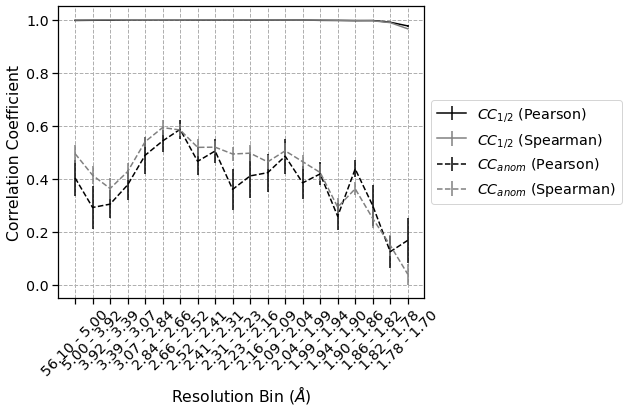 1.0
0.8
0.6
0.4
0.2
0.0
Correlation Coefficient
56.10 - 5.00
5.00 - 3.92
3.92 - 3.39
3.39 - 3.07
3.07 - 2.84
2.84 - 2.66
2.66 - 2.52
2.52 - 2.41
2.41 - 2.31
2.31 - 2.23
2.23 - 2.16
2.16 - 2.09
2.09 - 2.04
2.04 - 1.99
1.99 - 1.94
1.94 - 1.90
1.90 - 1.86
1.86 - 1.82
1.82 - 1.78
1.78 - 1.70
Resolution Bin (Å)
CC1/2 (Pearson)
CC1/2 (Spearman)
CCanom (Pearson)
CCanom (Spearman)